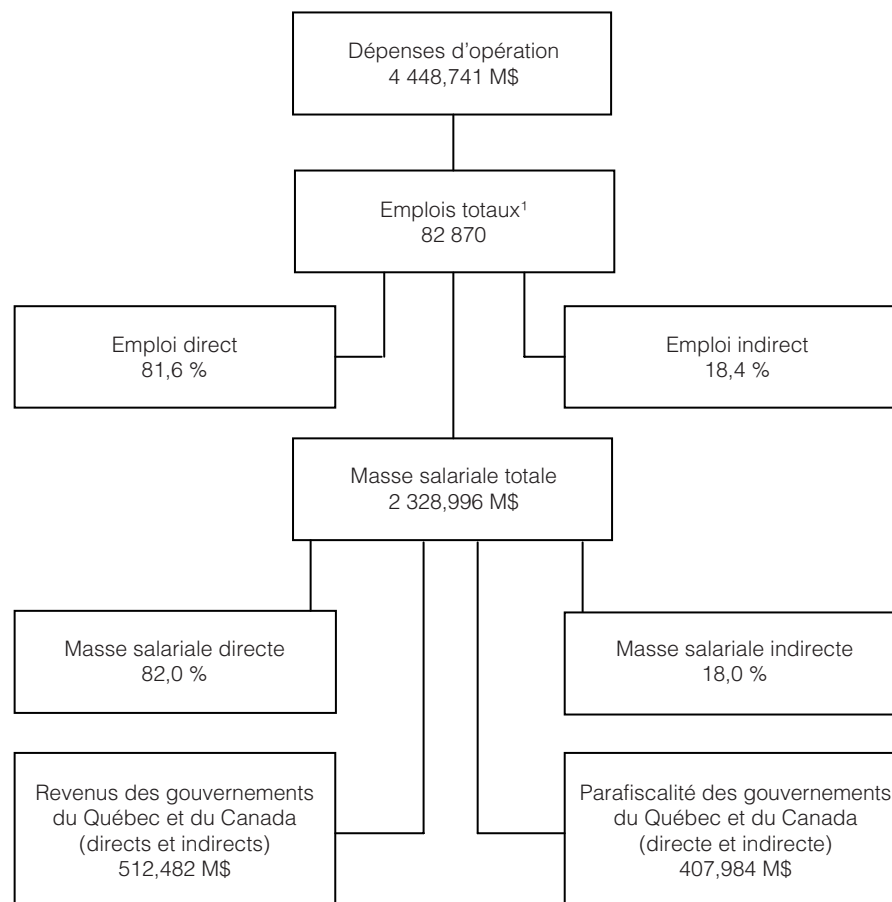 Dépenses d’opération
4 448,741 M$
Emplois totaux¹
82 870
Emploi direct
81,6 %
Emploi indirect
18,4 %
Masse salariale totale
2 328,996 M$
Masse salariale directe
82,0 %
Masse salariale indirecte
18,0 %
Revenus des gouvernements
du Québec et du Canada
(directs et indirects)
512,482 M$
Parafiscalité des gouvernements
du Québec et du Canada
(directe et indirecte)
407,984 M$